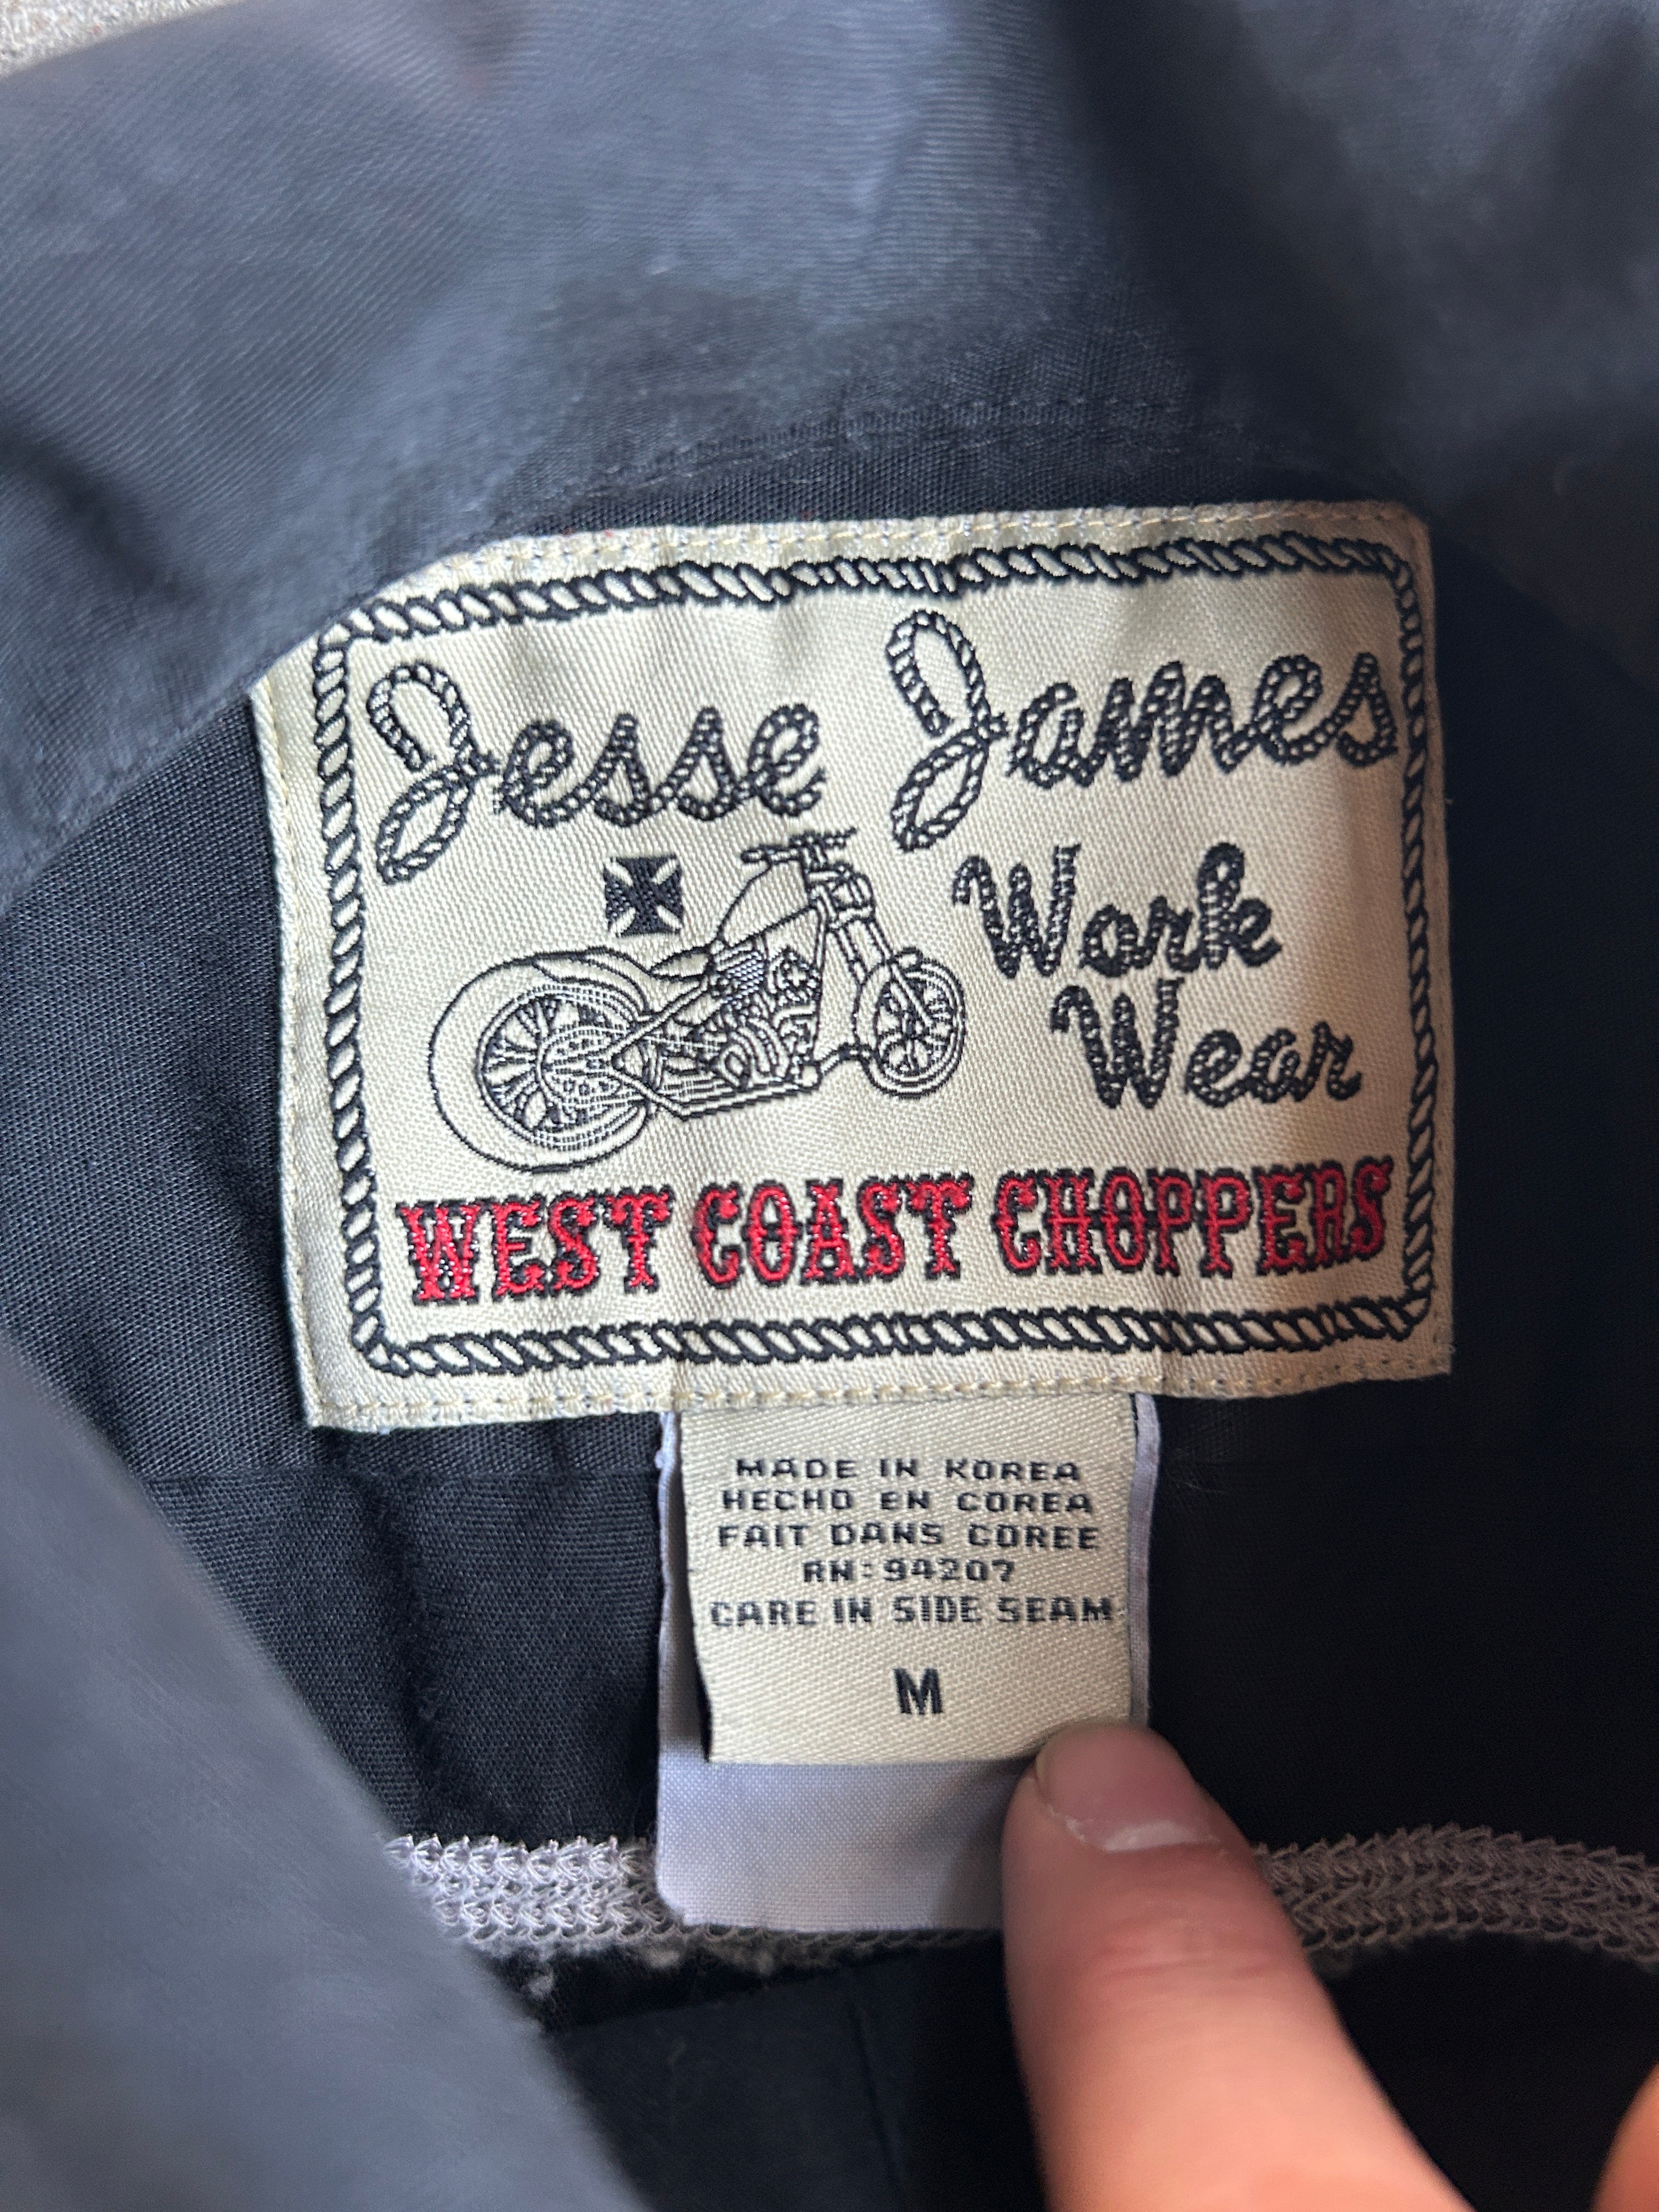 Jesse James
Work
Wear
WEST COAST CHOPPERS
MADE IN KOREA
HECHO EN COREA
FAIT DANS COREE
RN:94207
CARE IN SIDE SEAM
M